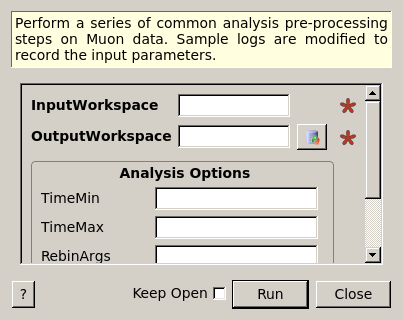 Perform a series of common analysis pre-processing
steps on Muon data. Sample logs are modified to
record the input parameters.
InputWorkspace *
OutputWorkspace *
Analysis Options
TimeMin
TimeMax
RebinArgs
? Keep Open Run Close